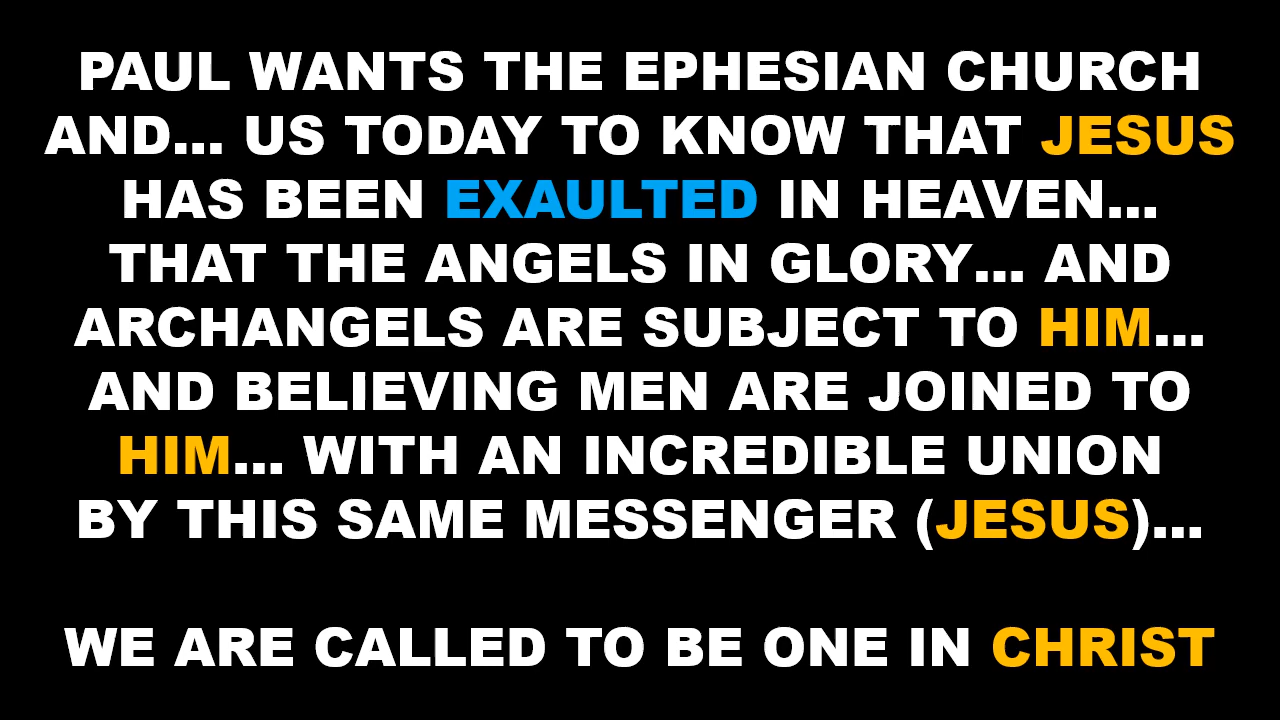 PAUL WANTS THE EPHESIAN CHURCH
AND... US TODAY TO KNOW THAT JESUS
HAS BEEN EXAULTED IN HEAVEN...
THAT THE ANGELS IN GLORY... AND
ARCHANGELS ARE SUBJECT TO HIM...
AND BELIEVING MEN ARE JOINED TO
HIM... WITH AN INCREDIBLE UNION
BY THIS SAME MESSENGER (JESUS)...
WE ARE CALLED TO BE ONE IN CHRIST